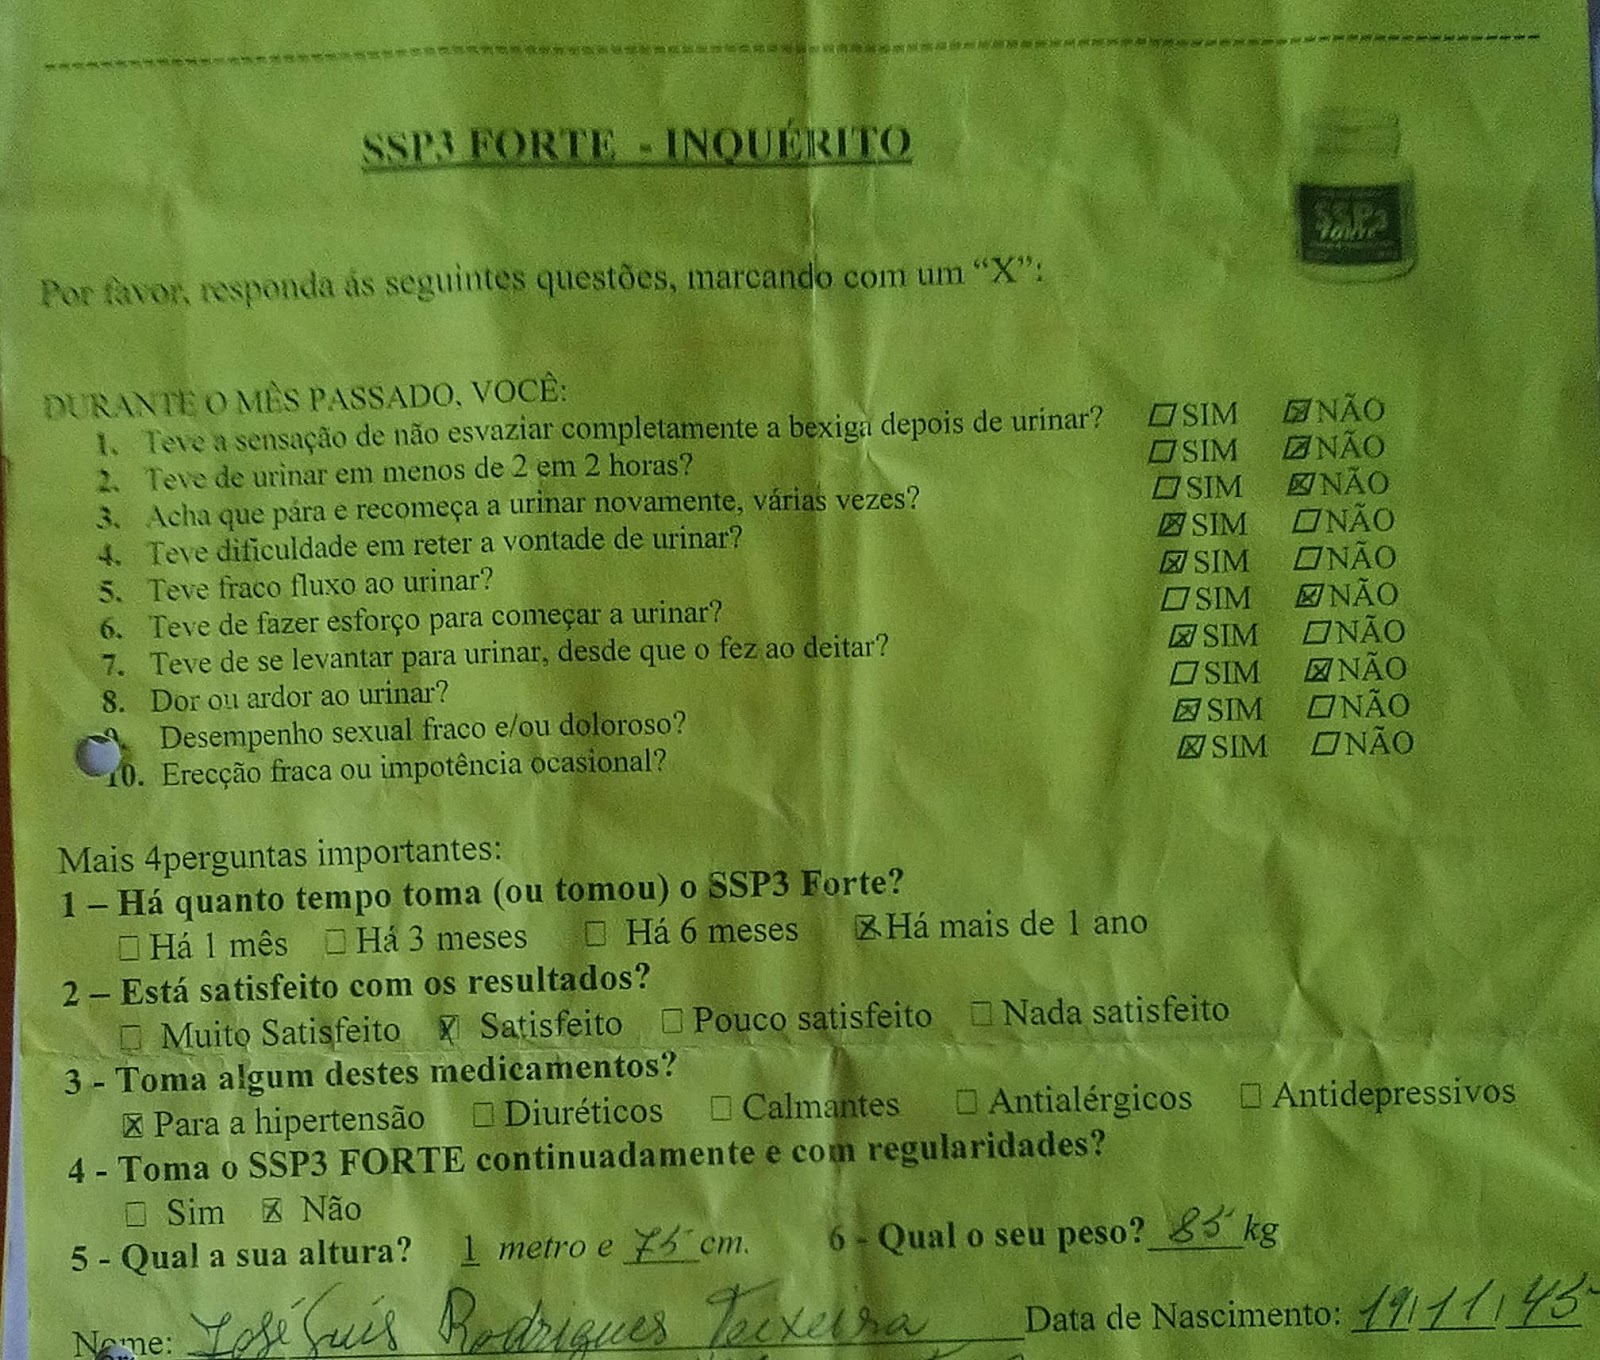 SSP3 FORTE - INQUÉRITO
SSP3
FORTE
Por favor, responda ás seguintes questões, marcando com um “X”:
DURANTE O MÊS PASSADO, VOCÊ:
1. Teve a sensação de não esvaziar completamente a bexiga depois de urinar? ☐ SIM ☒ NÃO
2. Teve de urinar em menos de 2 em 2 horas? ☐ SIM ☒ NÃO
3. Acha que pára e recomeça a urinar novamente, várias vezes? ☐ SIM ☒ NÃO
4. Teve dificuldade em reter a vontade de urinar? ☒ SIM ☐ NÃO
5. Teve fraco fluxo ao urinar? ☒ SIM ☐ NÃO
6. Teve de fazer esforço para começar a urinar? ☐ SIM ☒ NÃO
7. Teve de se levantar para urinar, desde que o fez ao deitar? ☒ SIM ☐ NÃO
8. Dor ou ardor ao urinar? ☐ SIM ☒ NÃO
9. Desempenho sexual fraco e/ou doloroso? ☒ SIM ☐ NÃO
10. Erecção fraca ou impotência ocasional? ☒ SIM ☐ NÃO
Mais 4perguntas importantes:
1 – Há quanto tempo toma (ou tomou) o SSP3 Forte?
☐ Há 1 mês ☐ Há 3 meses ☐ Há 6 meses ☒ Há mais de 1 ano
2 – Está satisfeito com os resultados?
☐ Muito Satisfeito ☒ Satisfeito ☐ Pouco satisfeito ☐ Nada satisfeito
3 - Toma algum destes medicamentos?
☒ Para a hipertensão ☐ Diuréticos ☐ Calmantes ☐ Antialérgicos ☐ Antidepressivos
4 - Toma o SSP3 FORTE continuadamente e com regularidades?
☐ Sim ☒ Não
5 - Qual a sua altura? 1 metro e 75 cm. 6 - Qual o seu peso? 85 kg
Nome: José Luís Rodrigues Teixeira Data de Nascimento: 19/11/45